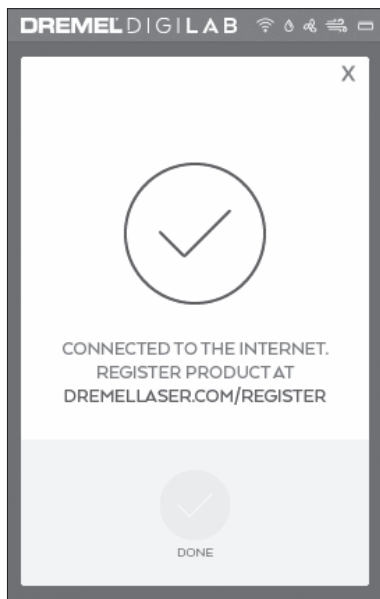 DREMEL DIGILAB
X
CONNECTED TO THE INTERNET.
REGISTER PRODUCT AT
DREMELLASER.COM/REGISTER
DONE